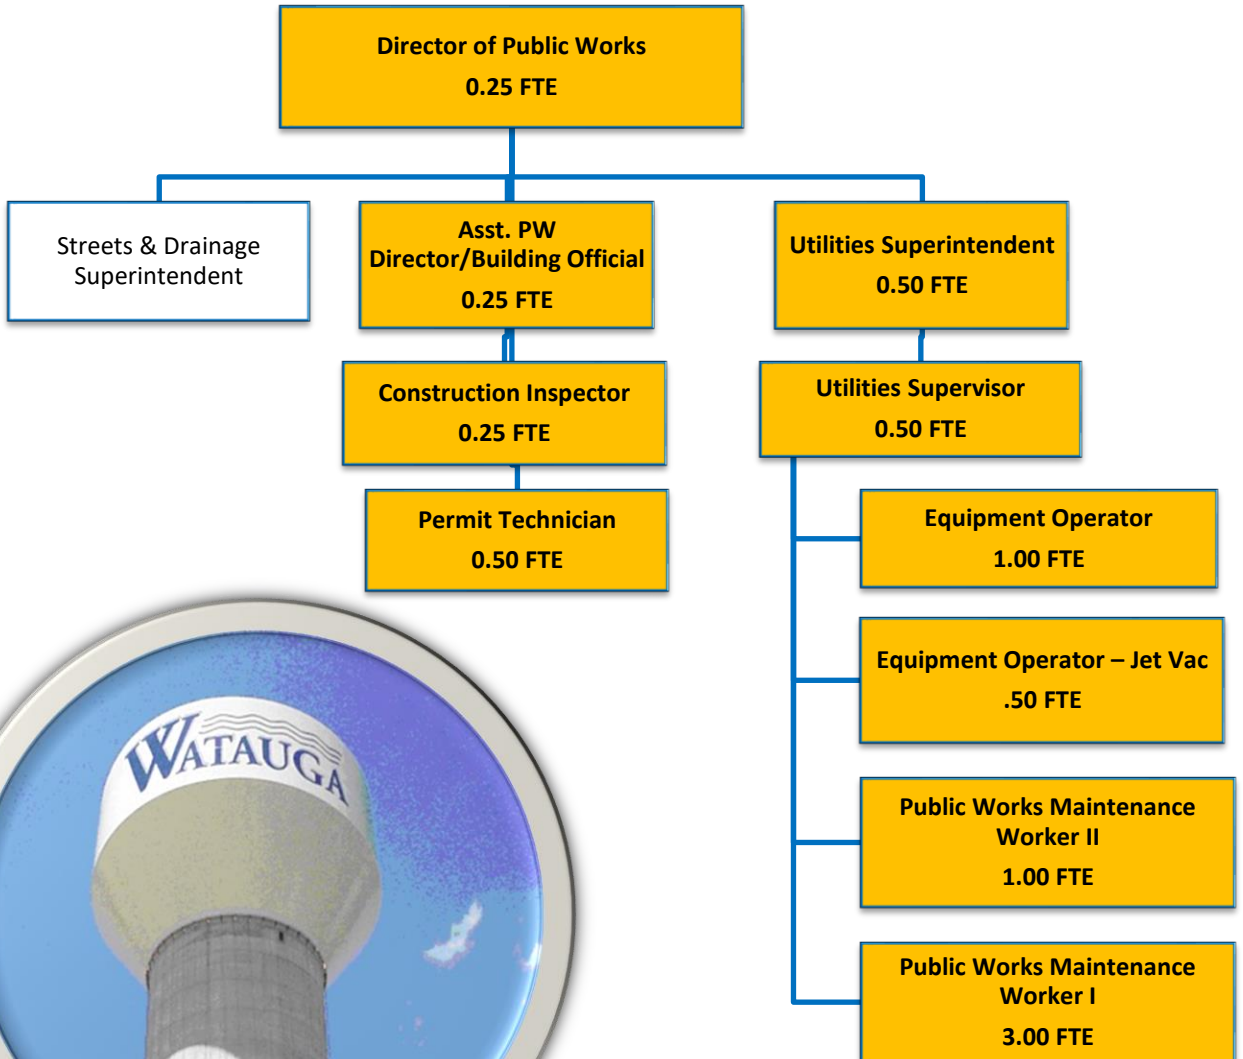 Director of Public Works
0.25 FTE
Streets & Drainage
Superintendent
Asst. PW
Director/Building Official
0.25 FTE
Utilities Superintendent
0.50 FTE
Construction Inspector
0.25 FTE
Utilities Supervisor
0.50 FTE
Permit Technician
0.50 FTE
Equipment Operator
1.00 FTE
Equipment Operator – Jet Vac
.50 FTE
Public Works Maintenance
Worker II
1.00 FTE
Public Works Maintenance
Worker I
3.00 FTE
WATAUGA